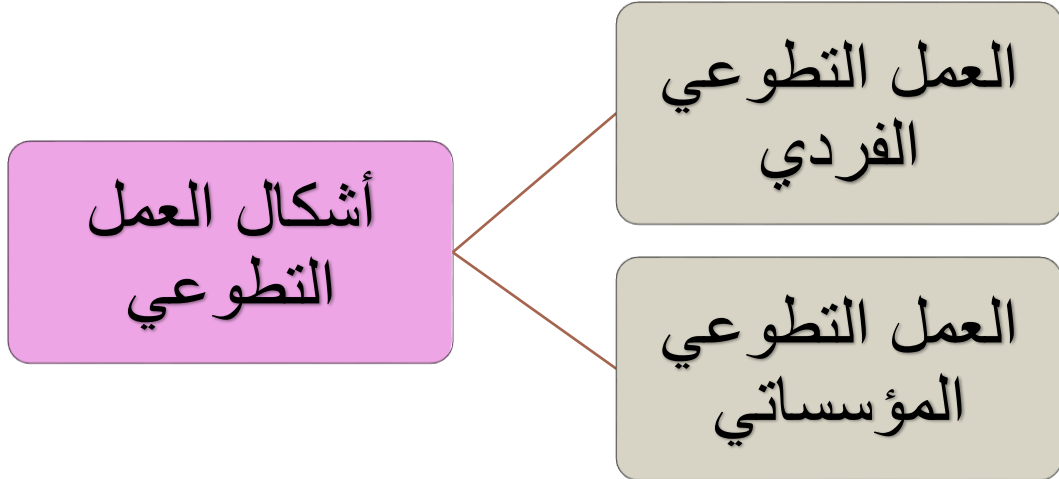 أشكال العمل
التطوعي
العمل التطوعي
الفردي
العمل التطوعي
المؤسساتي